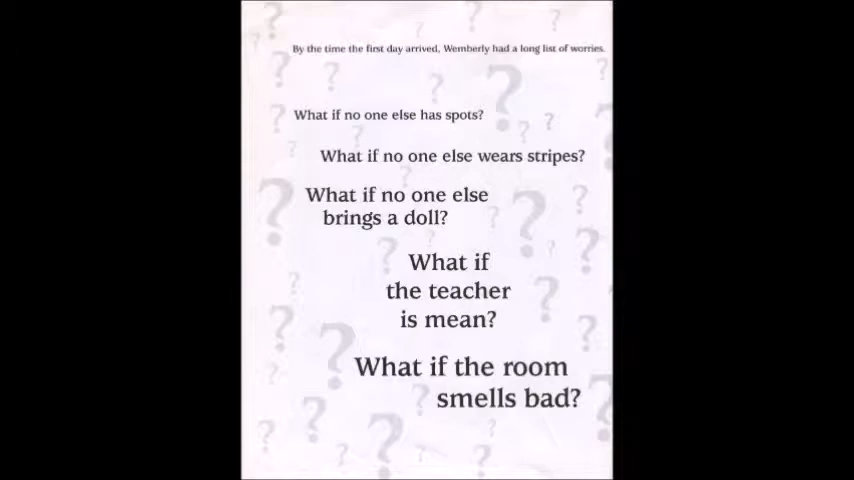 By the time the first day arrived, Wemberly had a long list of worries.
What if no one else has spots?
What if no one else wears stripes?
What if no one else
brings a doll?
What if
the teacher
is mean?
What if the room
smells bad?